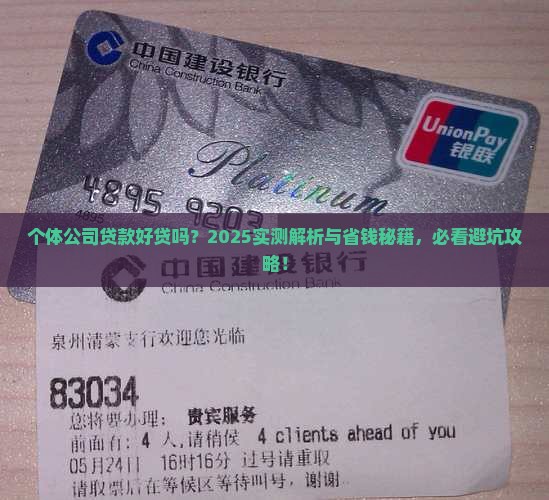 中国建设银行
China Construction Bank
UnionPay
银联
Platinum
4895 9203
个体公司贷款好贷吗？2025实测解析与省钱秘籍，必看避坑攻
略！
中国建设银行
China Construction Bank
泉州清蒙支行欢迎您光临
83034
您将要办理： 贵宾服务
前面有: 4 人,请稍侯 4 clients ahead of you
05月24日 16时16分 过号请重取
请取票后在等候区等待叫号，谢谢